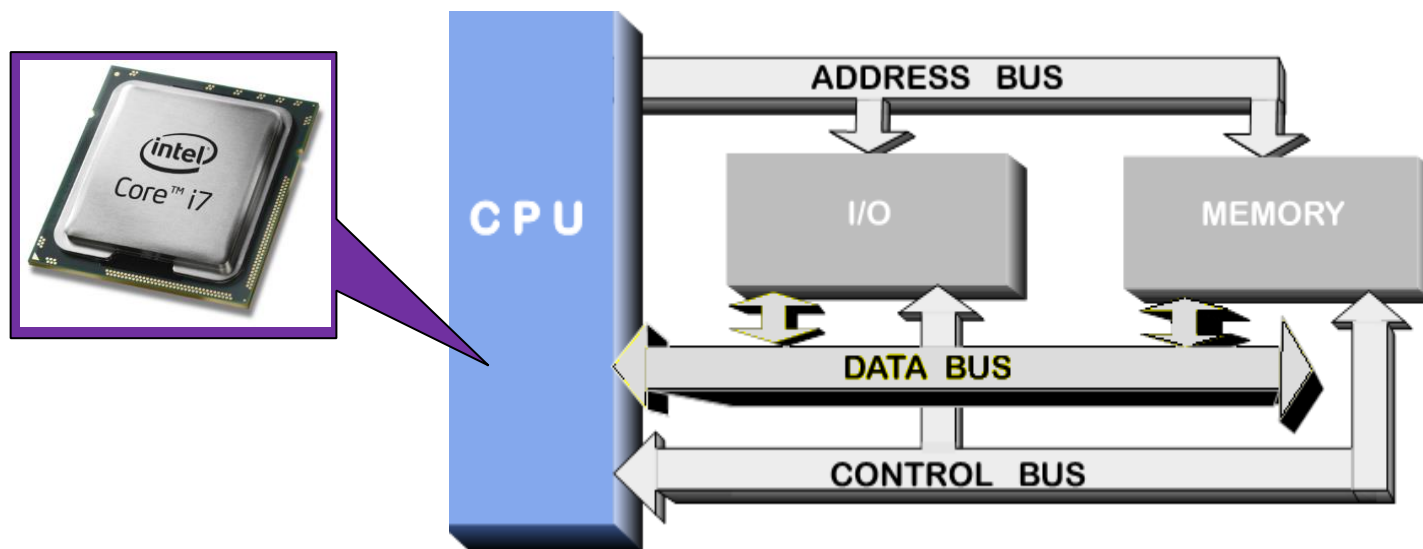 intel
Core™ i7
CPU
ADDRESS BUS
I/O
MEMORY
DATA BUS
CONTROL BUS